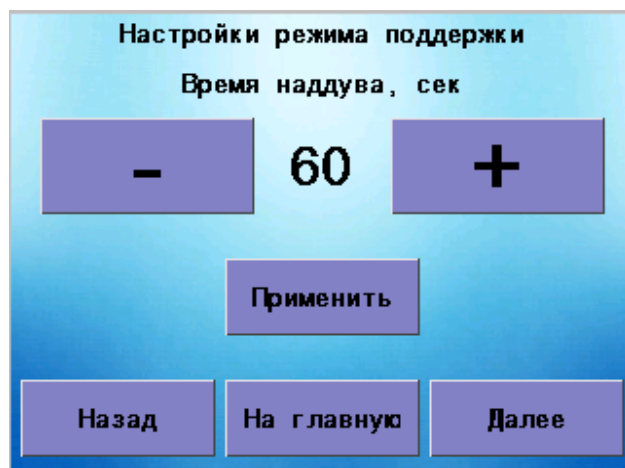 Настройки режима поддержки
Время наддува, сек
- 60 +
Применить
Назад На главную Далее